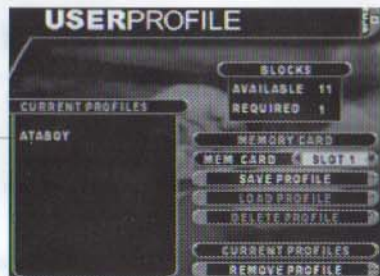 USERPROFILE
BLOCKS
AVAILABLE 11
REQUIRED 1
CURRENT PROFILES
ATABOY
MEMORY CARD
MEM CARD SLOT 1
SAVE PROFILE
LOAD PROFILE
DELETE PROFILE
CURRENT PROFILES
REMOVE PROFILE